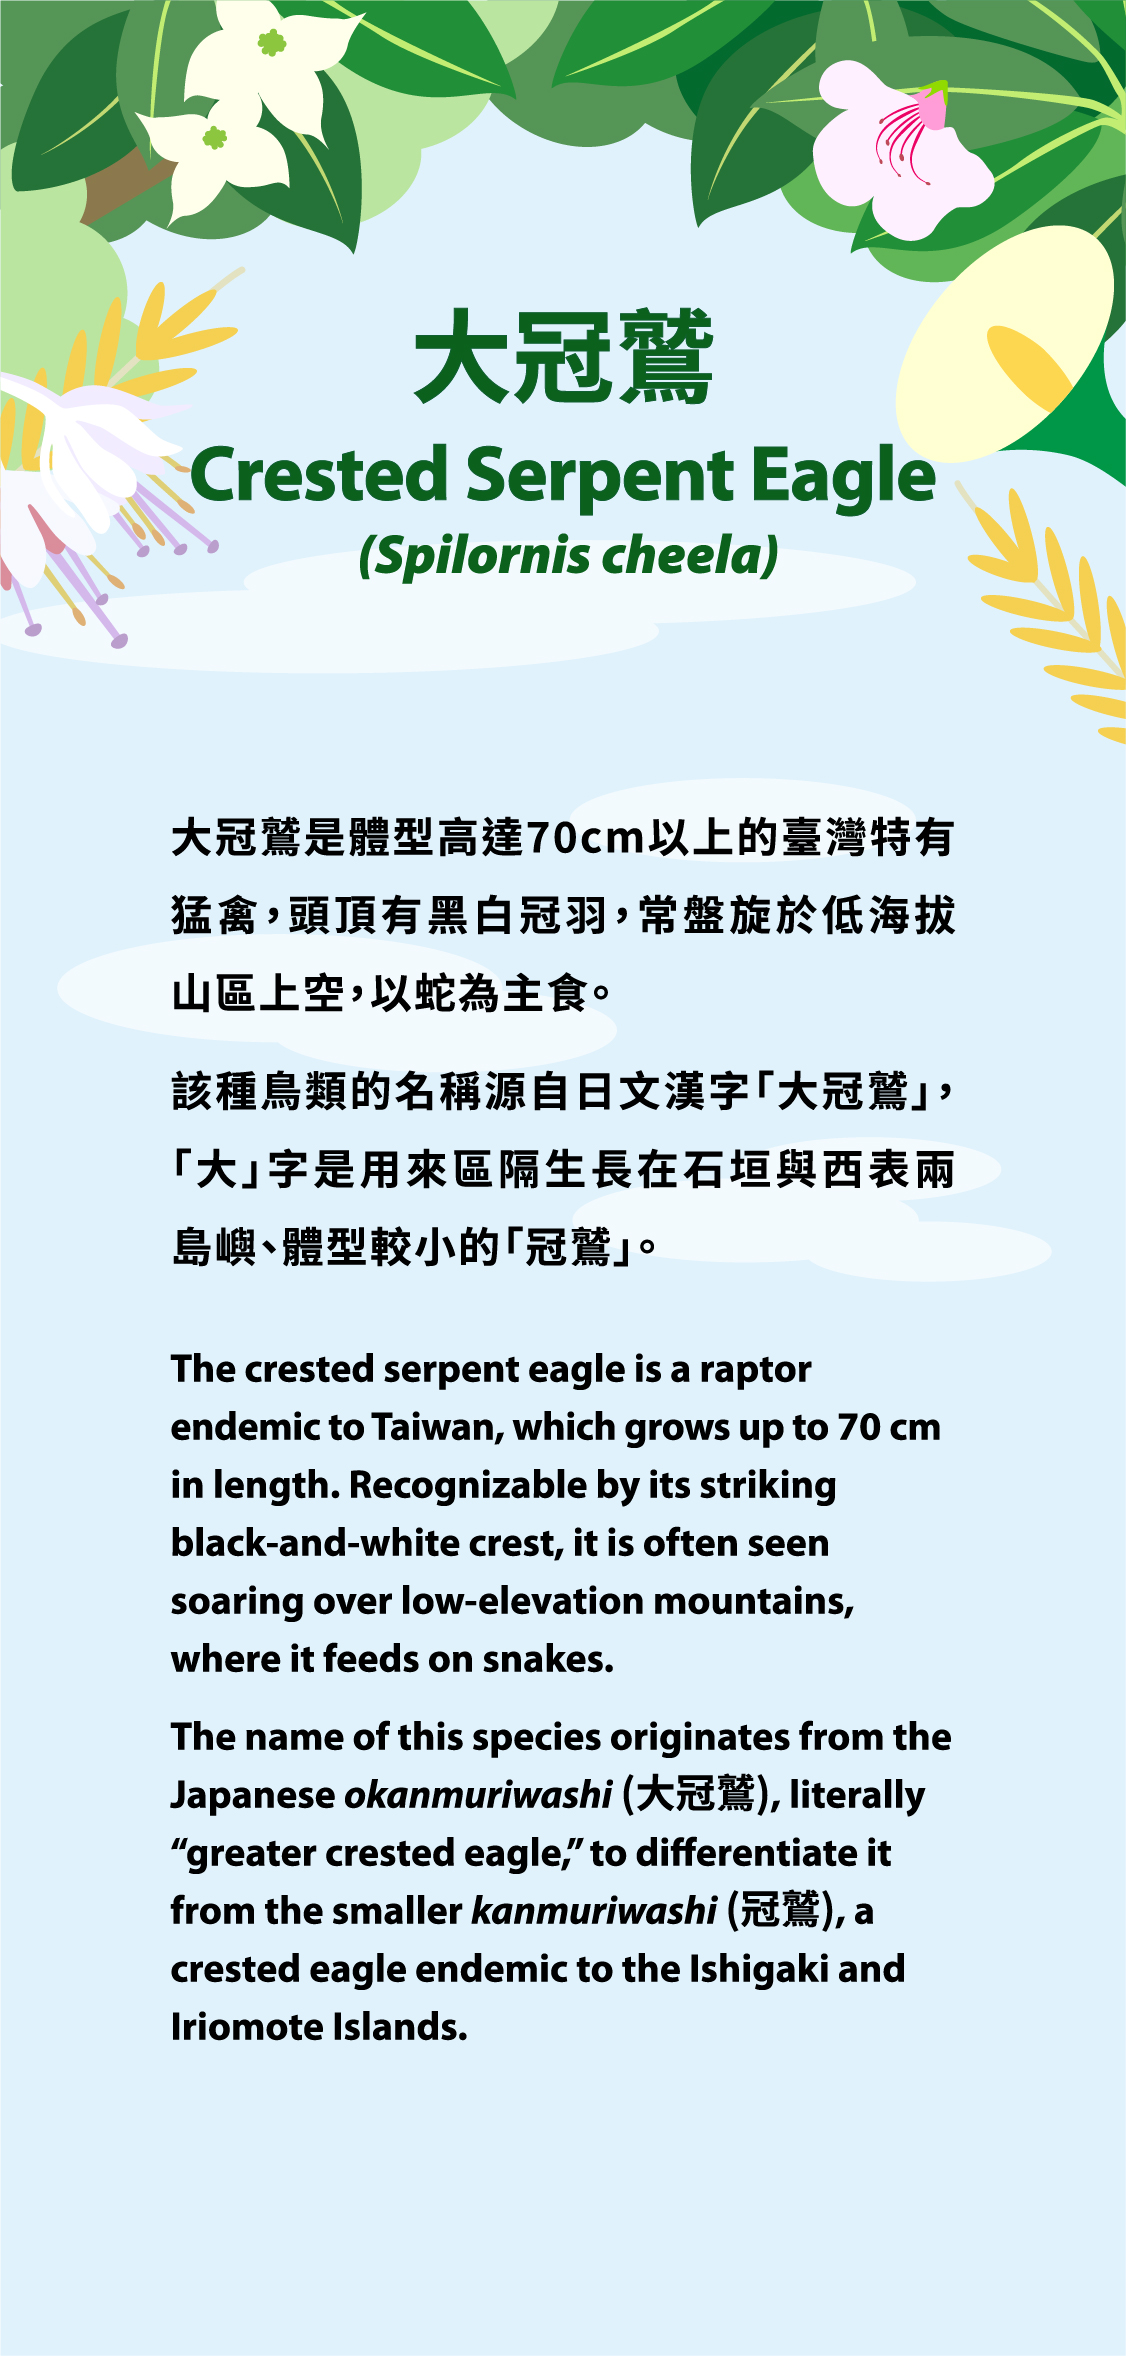 大冠鷲
Crested Serpent Eagle
(Spilornis cheela)
大冠鷲是體型高達70cm以上的臺灣特有
猛禽，頭頂有黑白冠羽，常盤旋於低海拔
山區上空，以蛇為主食。
該種鳥類的名稱源自日文漢字「大冠鷲」，
「大」字是用來區隔生長在石垣與西表兩
島嶼、體型較小的「冠鷲」。
The crested serpent eagle is a raptor
endemic to Taiwan, which grows up to 70 cm
in length. Recognizable by its striking
black-and-white crest, it is often seen
soaring over low-elevation mountains,
where it feeds on snakes.
The name of this species originates from the
Japanese okanmuriwashi (大冠鷲), literally
“greater crested eagle,” to differentiate it
from the smaller kanmuriwashi (冠鷲), a
crested eagle endemic to the Ishigaki and
Iriomote Islands.